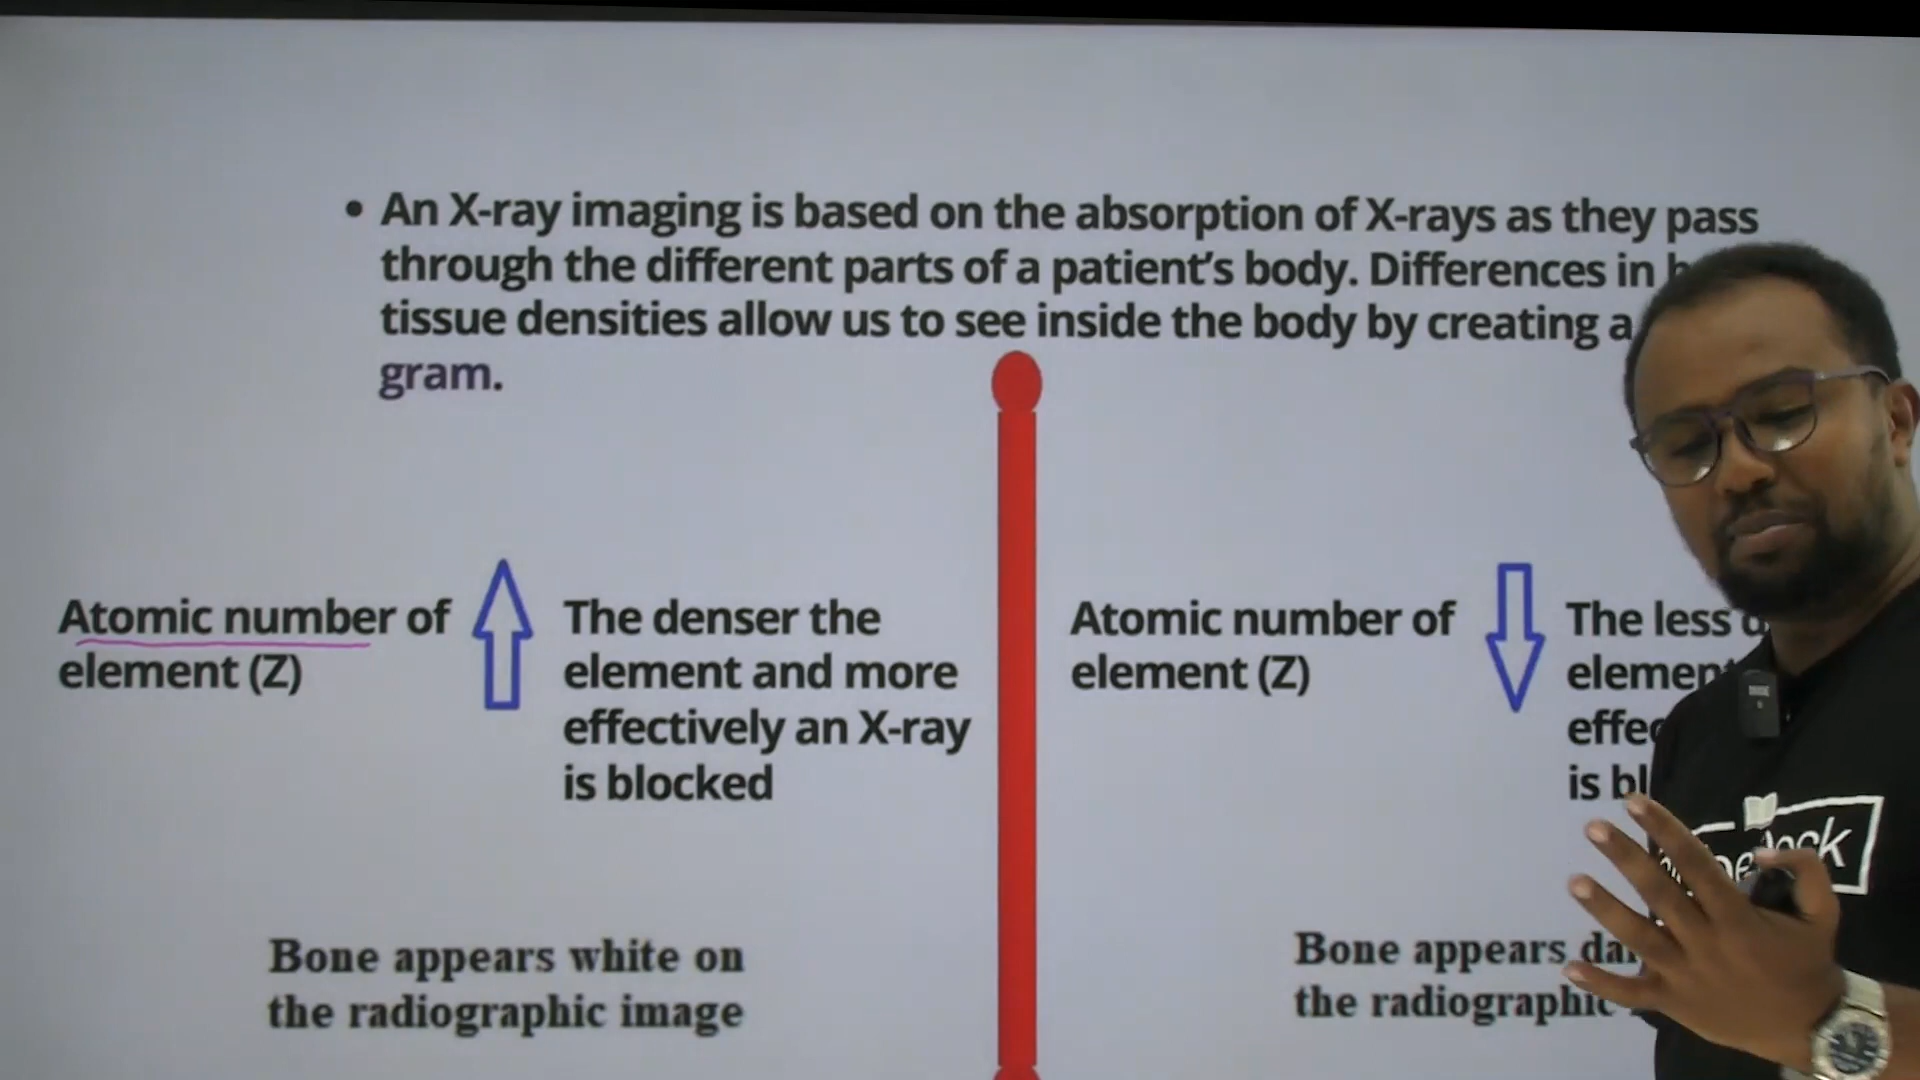 • An X-ray imaging is based on the absorption of X-rays as they pass
through the different parts of a patient's body. Differences in
tissue densities allow us to see inside the body by creating a
gram.
Atomic number of
element (Z)
The denser the
element and more
effectively an X-ray
is blocked
Atomic number of
element (Z)
The less
element
is
Bone appears white on
the radiographic image
Bone appears
the radiographic